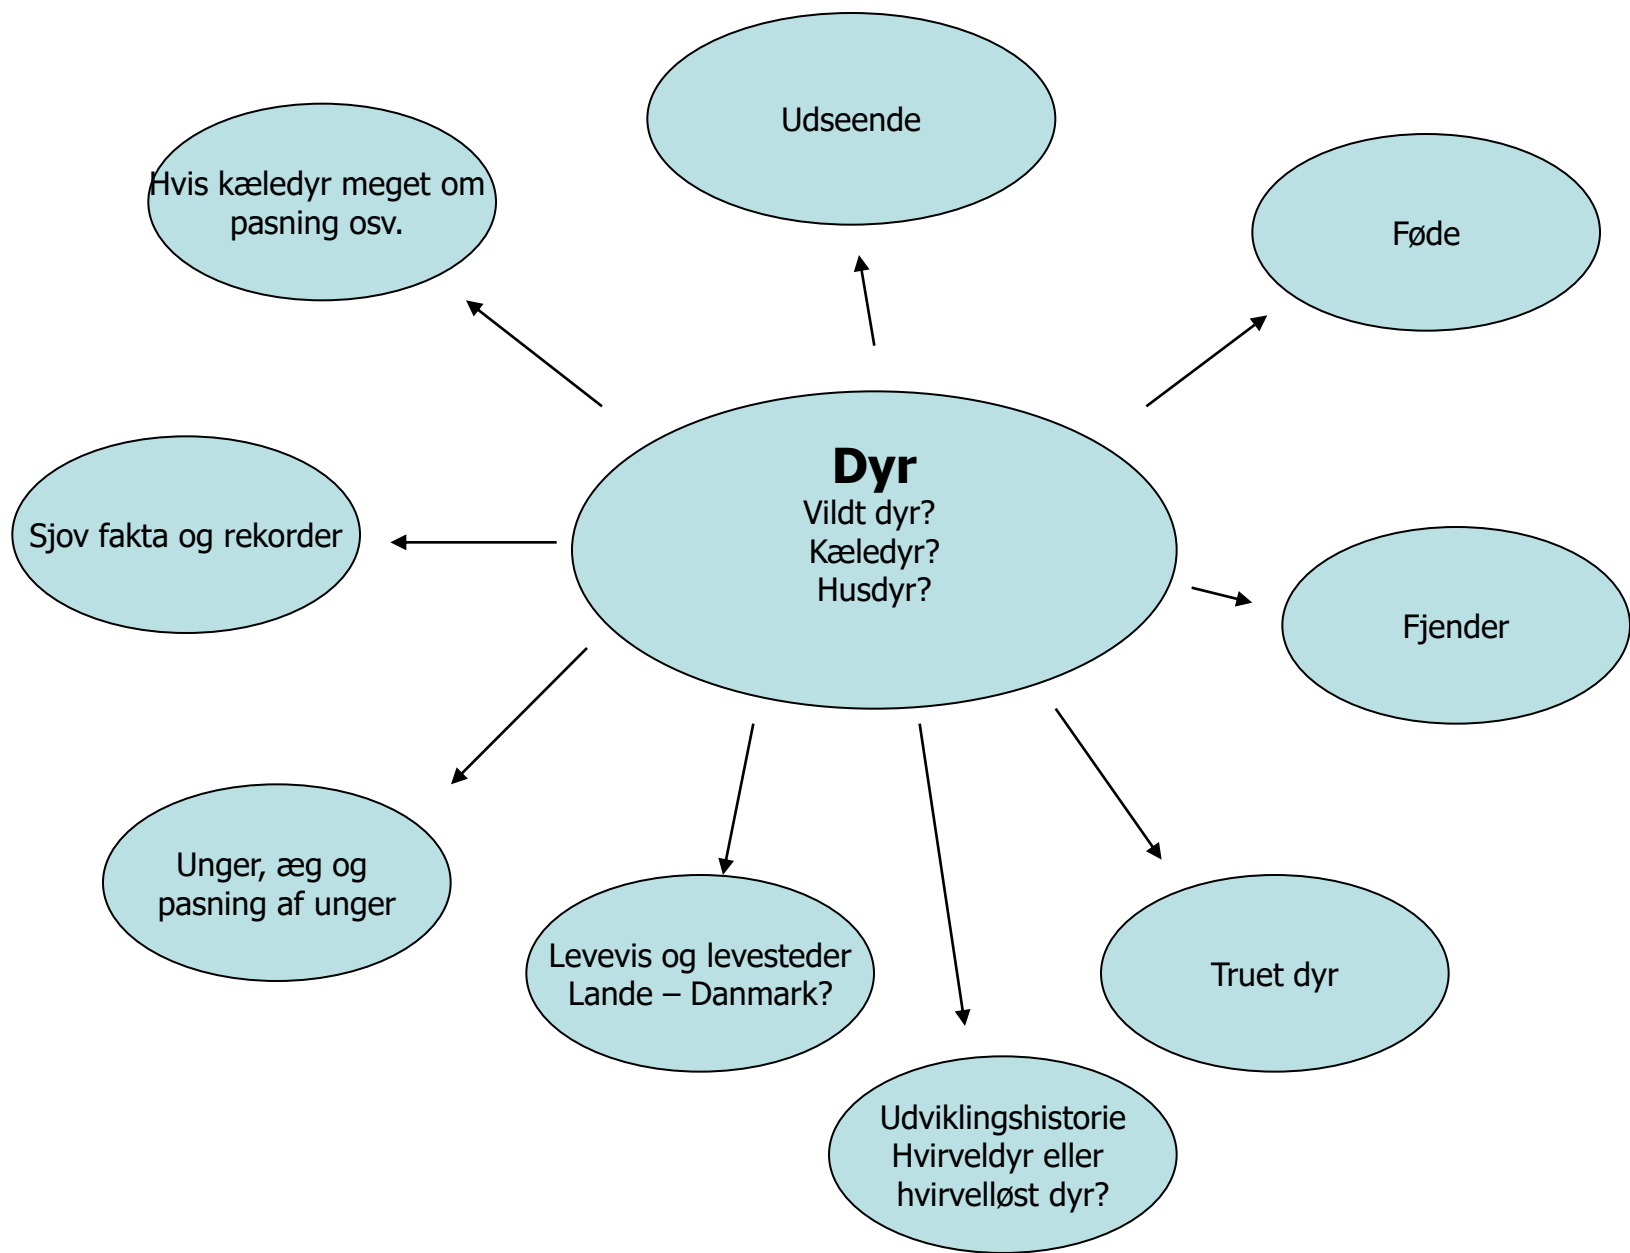 Udseende
Hvis kæledyr meget om
pasning osv.
Føde
Dyr
Vildt dyr?
Kæledyr?
Husdyr?
Sjov fakta og rekorder
Fjender
Unger, æg og
pasning af unger
Levevis og levesteder
Lande – Danmark?
Truet dyr
Udviklingshistorie
Hvirveldyr eller
hvirvelløst dyr?